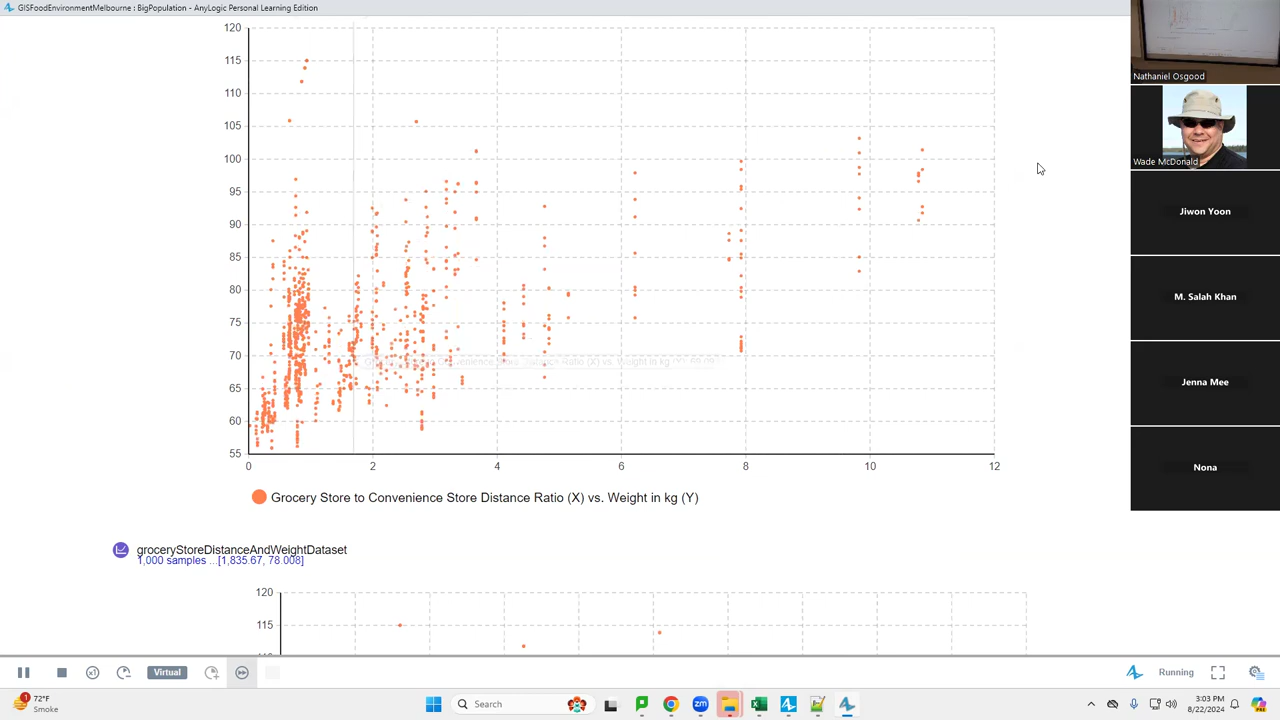 GISFoodEnvironmentMelbourne : BigPopulation - AnyLogic Personal Learning Edition
120
115
110
105
100
95
90
85
80
75
70
65
60
55
0
2
4
6
8
10
12
Grocery Store to Convenience Store Distance Ratio (X) vs. Weight in kg (Y)
groceryStoreDistanceAndWeightDataset
1,000 samples ...[1,835.67, 78.008]
120
115
Nathaniel Osgood
Wade McDonald
Jiwon Yoon
M. Salah Khan
Jenna Mee
Nona
x1
Virtual
Running
1
72°F
Smoke
Search
zm
3:03 PM
8/22/2024